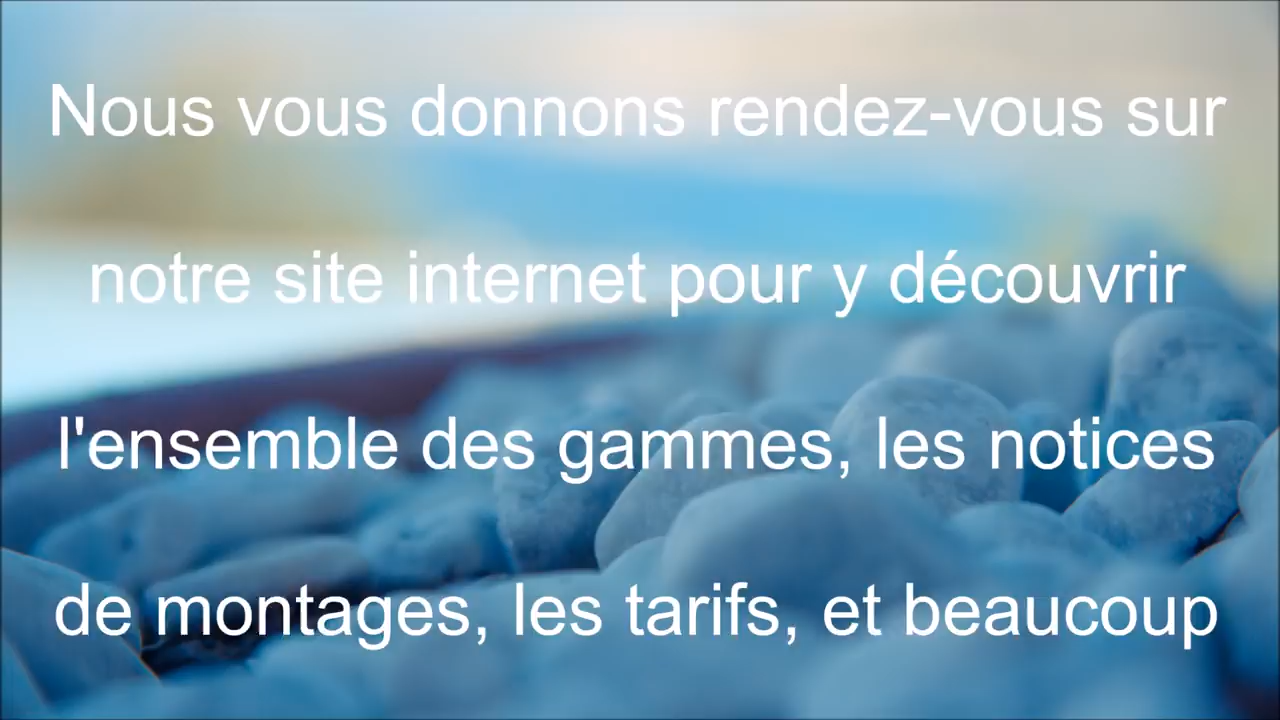 Nous vous donnons rendez-vous sur
notre site internet pour y découvrir
l'ensemble des gammes, les notices
de montages, les tarifs, et beaucoup